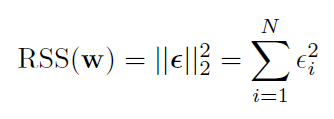 RSS(w) = ||ϵ||₂² = ∑ᵢ₌₁ᴺ ϵᵢ²